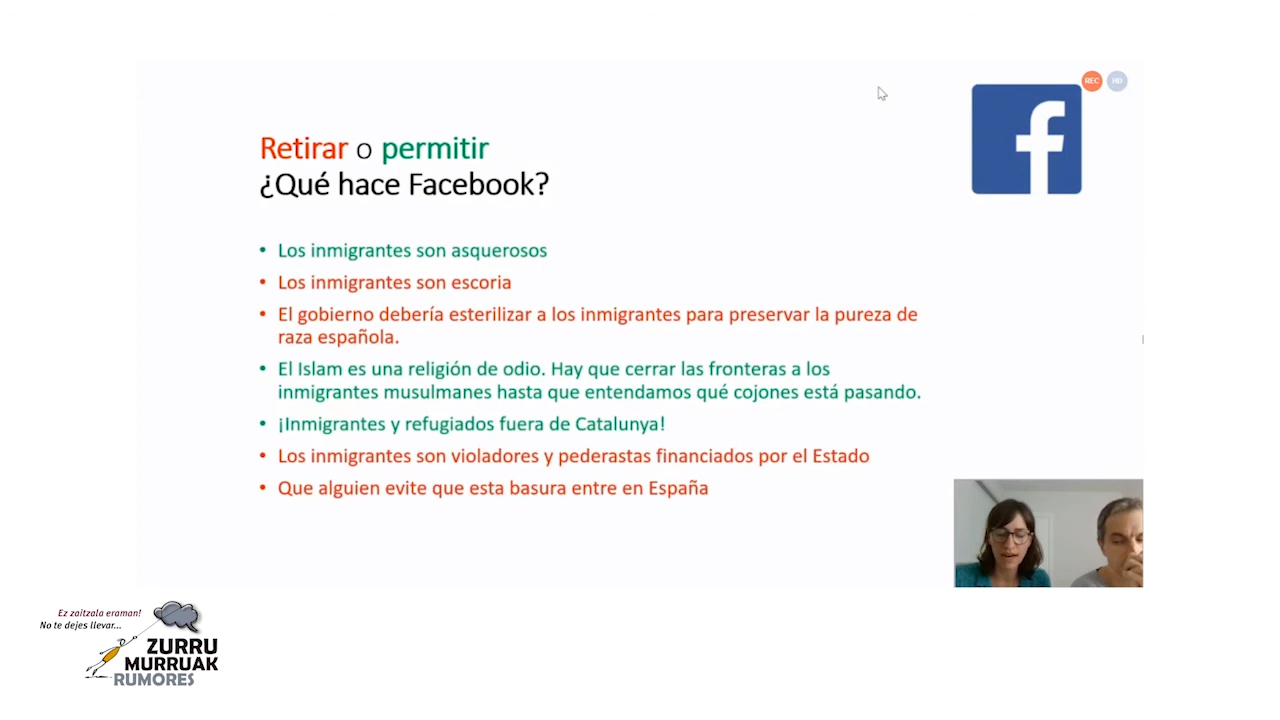 REC
HD
Retirar o permitir
¿Qué hace Facebook?
• Los inmigrantes son asquerosos
• Los inmigrantes son escoria
• El gobierno debería esterilizar a los inmigrantes para preservar la pureza de
raza española.
• El Islam es una religión de odio. Hay que cerrar las fronteras a los
inmigrantes musulmanes hasta que entendamos qué cojones está pasando.
• ¡Inmigrantes y refugiados fuera de Catalunya!
• Los inmigrantes son violadores y pederastas financiados por el Estado
• Que alguien evite que esta basura entre en España
Ez zaitzala eraman!
No te dejes llevar...
ZURRU
MURRUAK
RUMORES